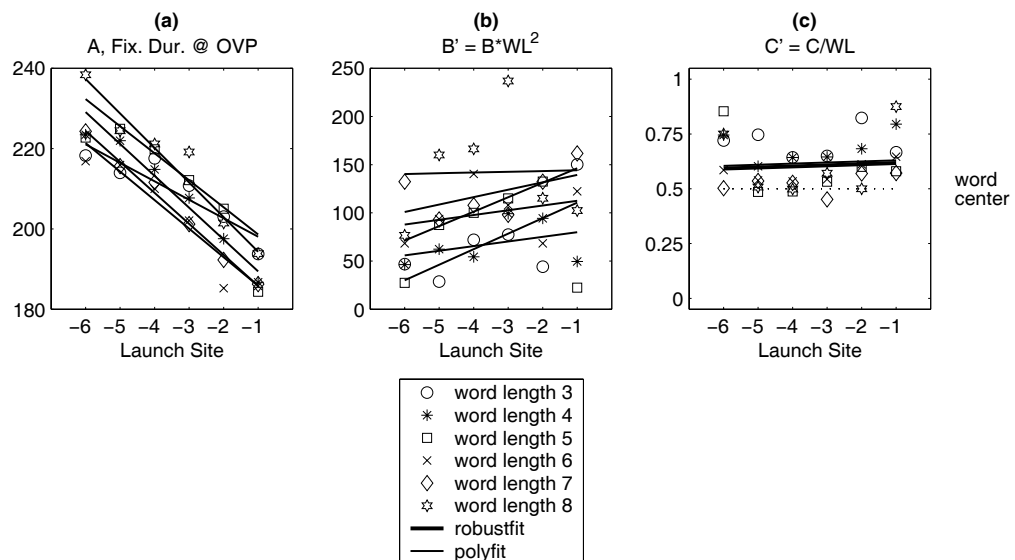 (a)
A, Fix. Dur. @ OVP
240
220
200
180
−6 −5 −4 −3 −2 −1
Launch Site
(b)
B' = B*WL²
250
200
150
100
50
0
−6 −5 −4 −3 −2 −1
Launch Site
(c)
C' = C/WL
1
0.75
0.5
0.25
0
−6 −5 −4 −3 −2 −1
Launch Site
word
center
word length 3
word length 4
word length 5
word length 6
word length 7
word length 8
robustfit
polyfit